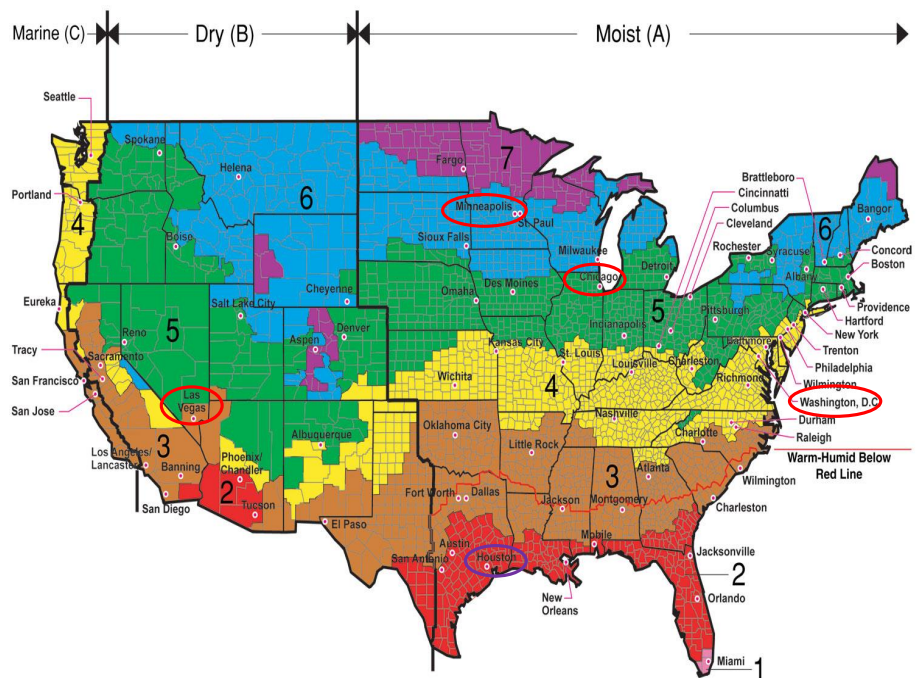 Marine (C)
Dry (B)
Moist (A)
Seattle
Spokane
Helena
Fargo
7
Portland
4
6
Brattleboro
Cincinnatti
Columbus
Cleveland
Bangor
Minneapolis
St. Paul
Boise
Sioux Falls
Milwaukee
Rochester
Syracuse
6
Concord
Boston
Albany
Detroit
Chicago
Eureka
Salt Lake City
Cheyenne
Omaha
Des Moines
5
Providence
Hartford
New York
Pittsburgh
Reno
5
Denver
Aspen
Indianapolis
Trenton
Tracy
Sacramento
Kansas City
St. Louis
Baltimore
Philadelphia
San Francisco
Wichita
4
Louisville
Charleston
Richmond
Wilmington
San Jose
Las
Vegas
Washington, D.C.
Nashville
Durham
Raleigh
Albuquerque
Oklahoma City
Charlotte
3
Los Angeles/
Lancaster
Banning
Phoenix/
Chandler
Little Rock
3
Atlanta
Warm-Humid Below
Red Line
2
Wilmington
San Diego
Tucson
El Paso
Fort Worth
Dallas
Jackson
Montgomery
Charleston
Austin
Mobile
San Antonio
Houston
Jacksonville
New
Orleans
2
Orlando
Miami
1